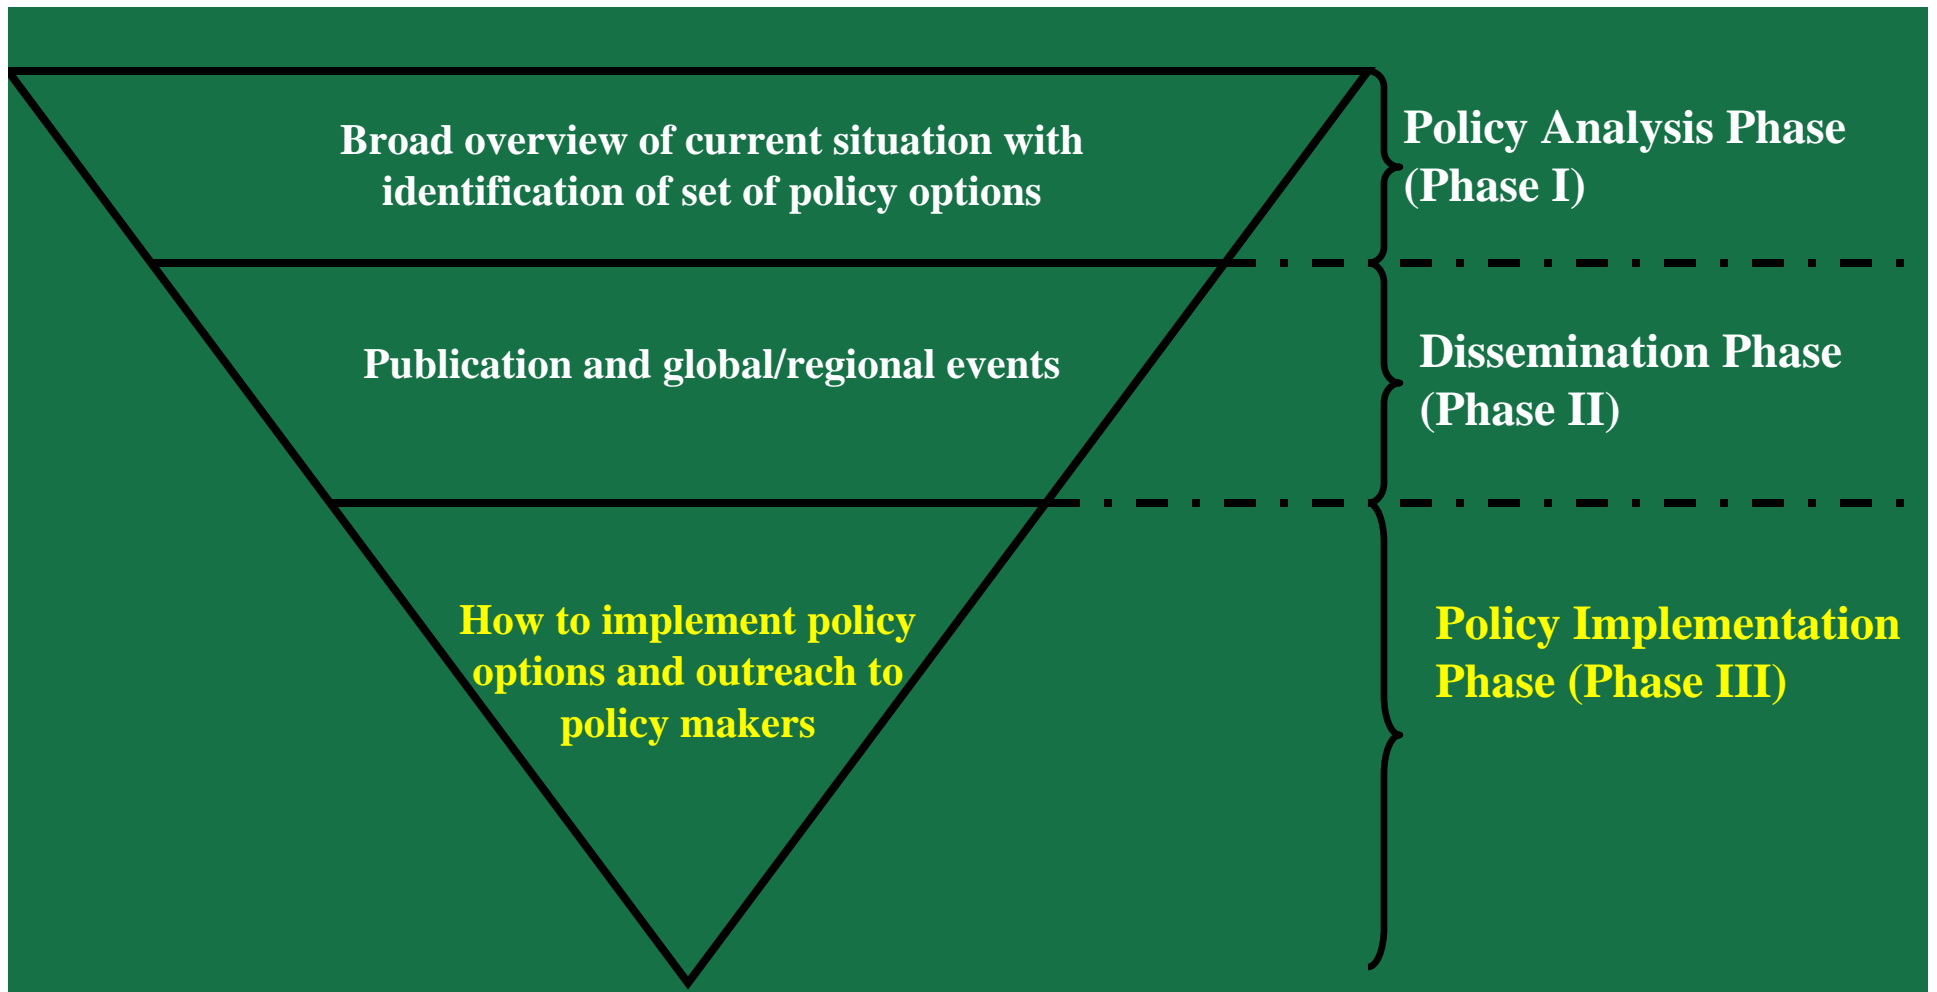 Broad overview of current situation with
identification of set of policy options
Policy Analysis Phase
(Phase I)
Publication and global/regional events
Dissemination Phase
(Phase II)
How to implement policy
options and outreach to
policy makers
Policy Implementation
Phase (Phase III)